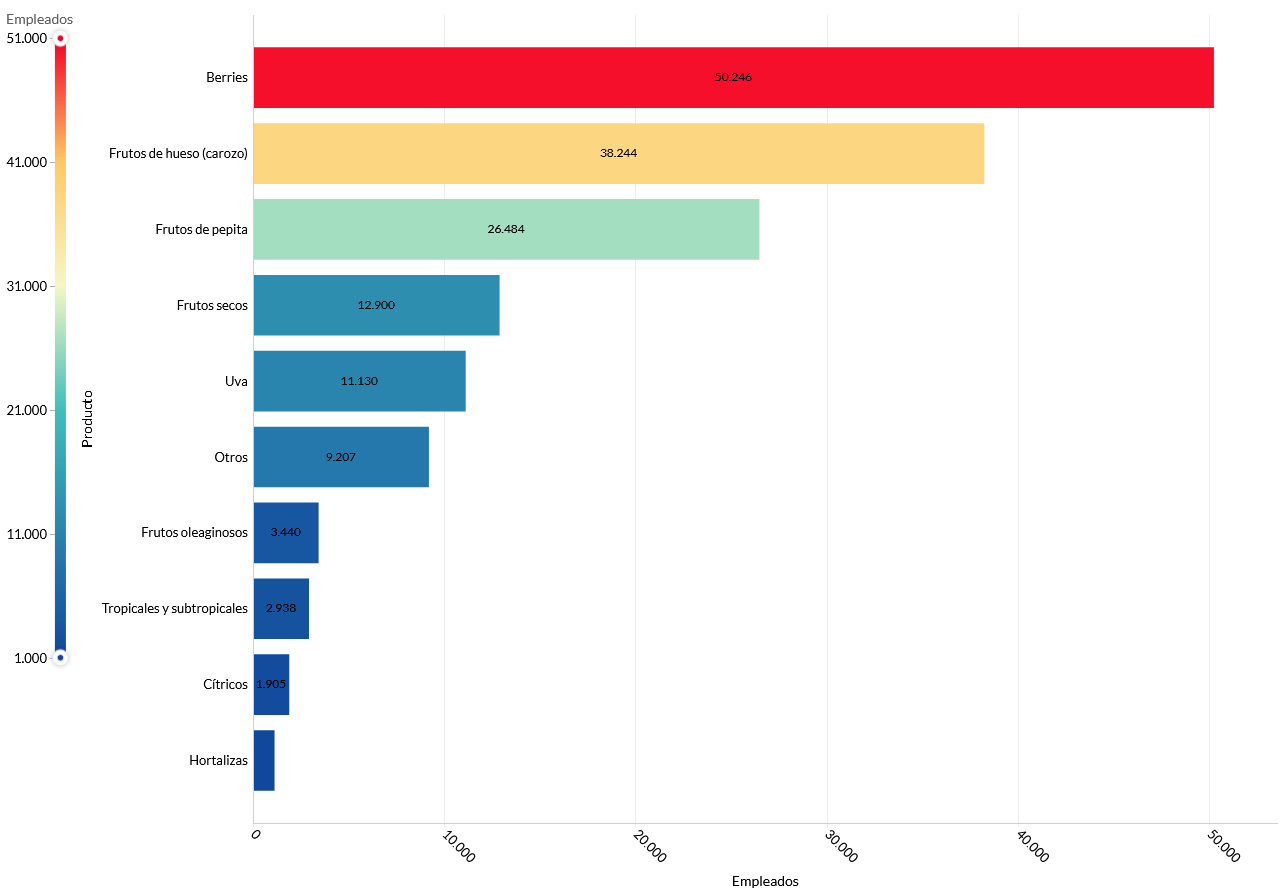 Empleados
51.000
41.000
31.000
21.000
11.000
1.000
Producto
Berries
50.246
Frutos de hueso (carozo)
38.244
Frutos de pepita
26.484
Frutos secos
12.900
Uva
11.130
Otros
9.207
Frutos oleaginosos
3.440
Tropicales y subtropicales
2.938
Cítricos
1.905
Hortalizas
0
10.000
20.000
30.000
40.000
50.000
Empleados